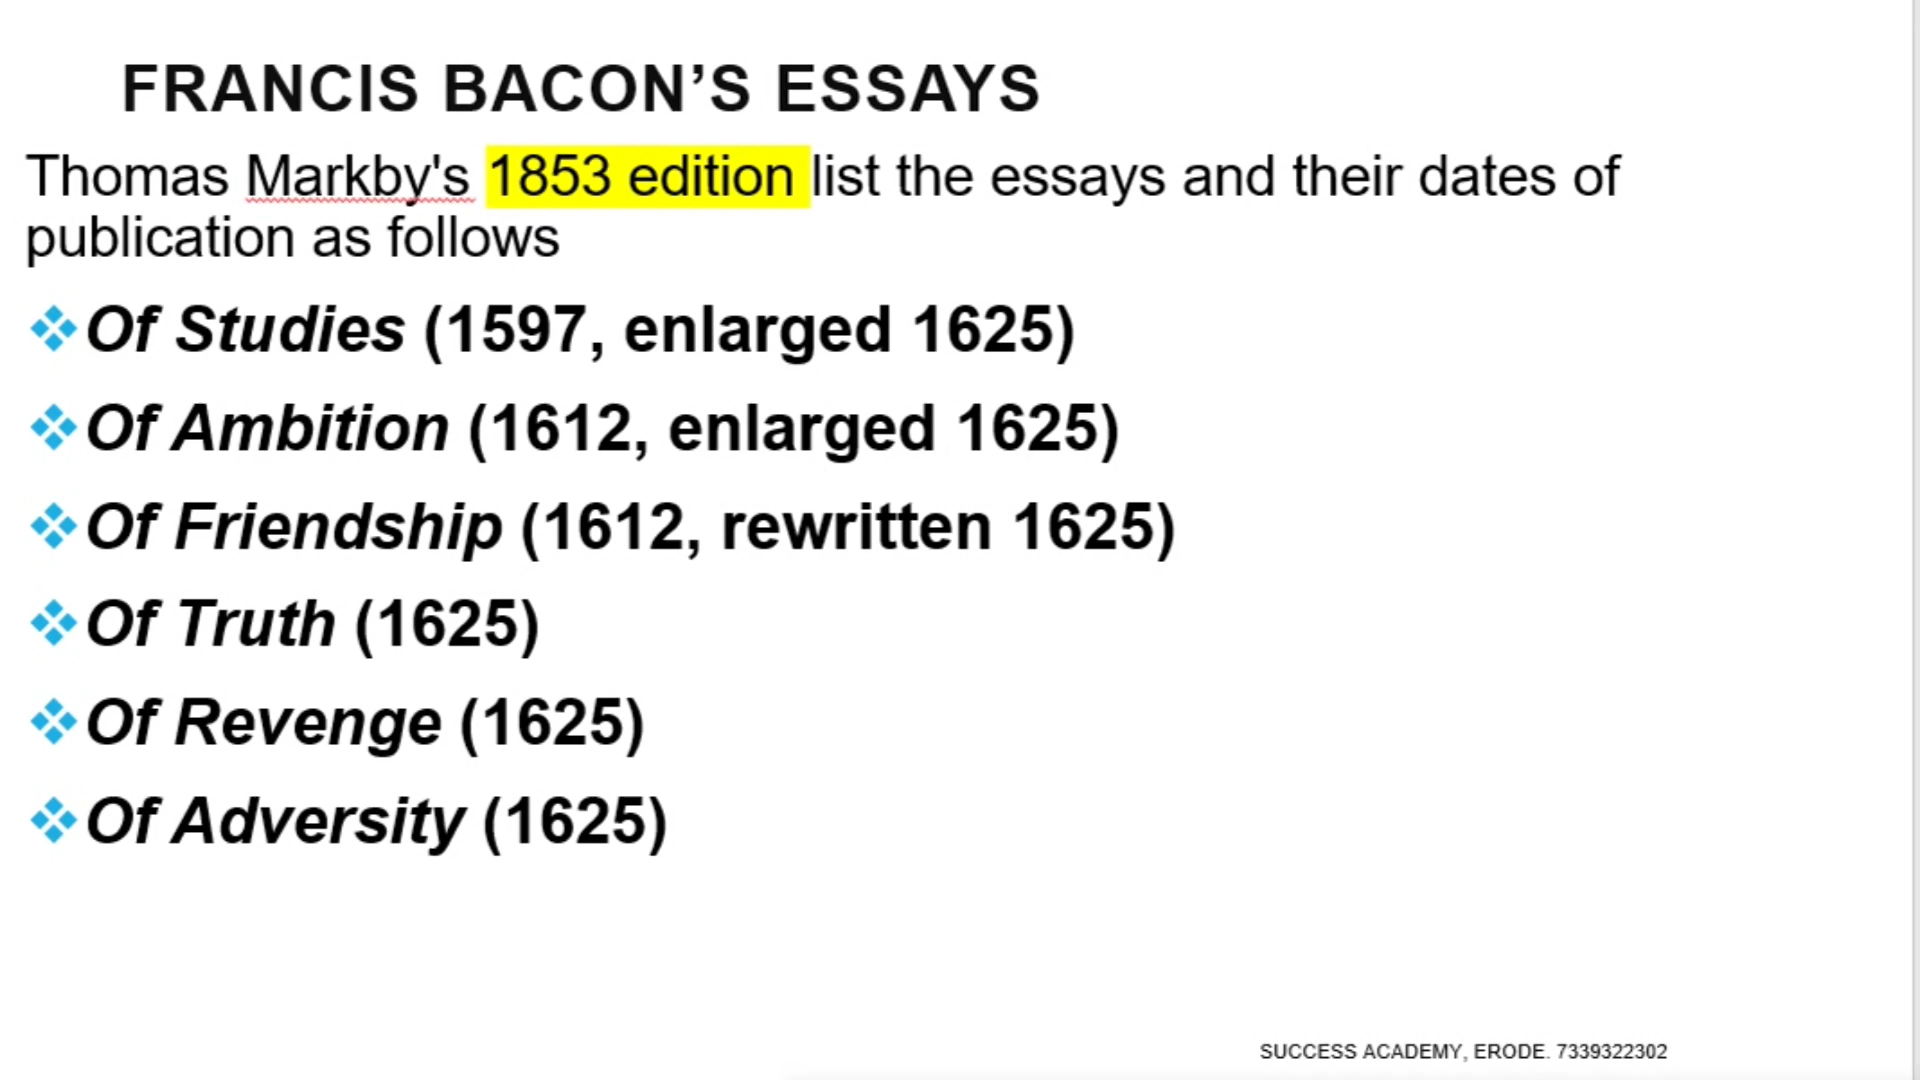 FRANCIS BACON’S ESSAYS
Thomas Markby's 1853 edition list the essays and their dates of
publication as follows
Of Studies (1597, enlarged 1625)
Of Ambition (1612, enlarged 1625)
Of Friendship (1612, rewritten 1625)
Of Truth (1625)
Of Revenge (1625)
Of Adversity (1625)
SUCCESS ACADEMY, ERODE. 7339322302